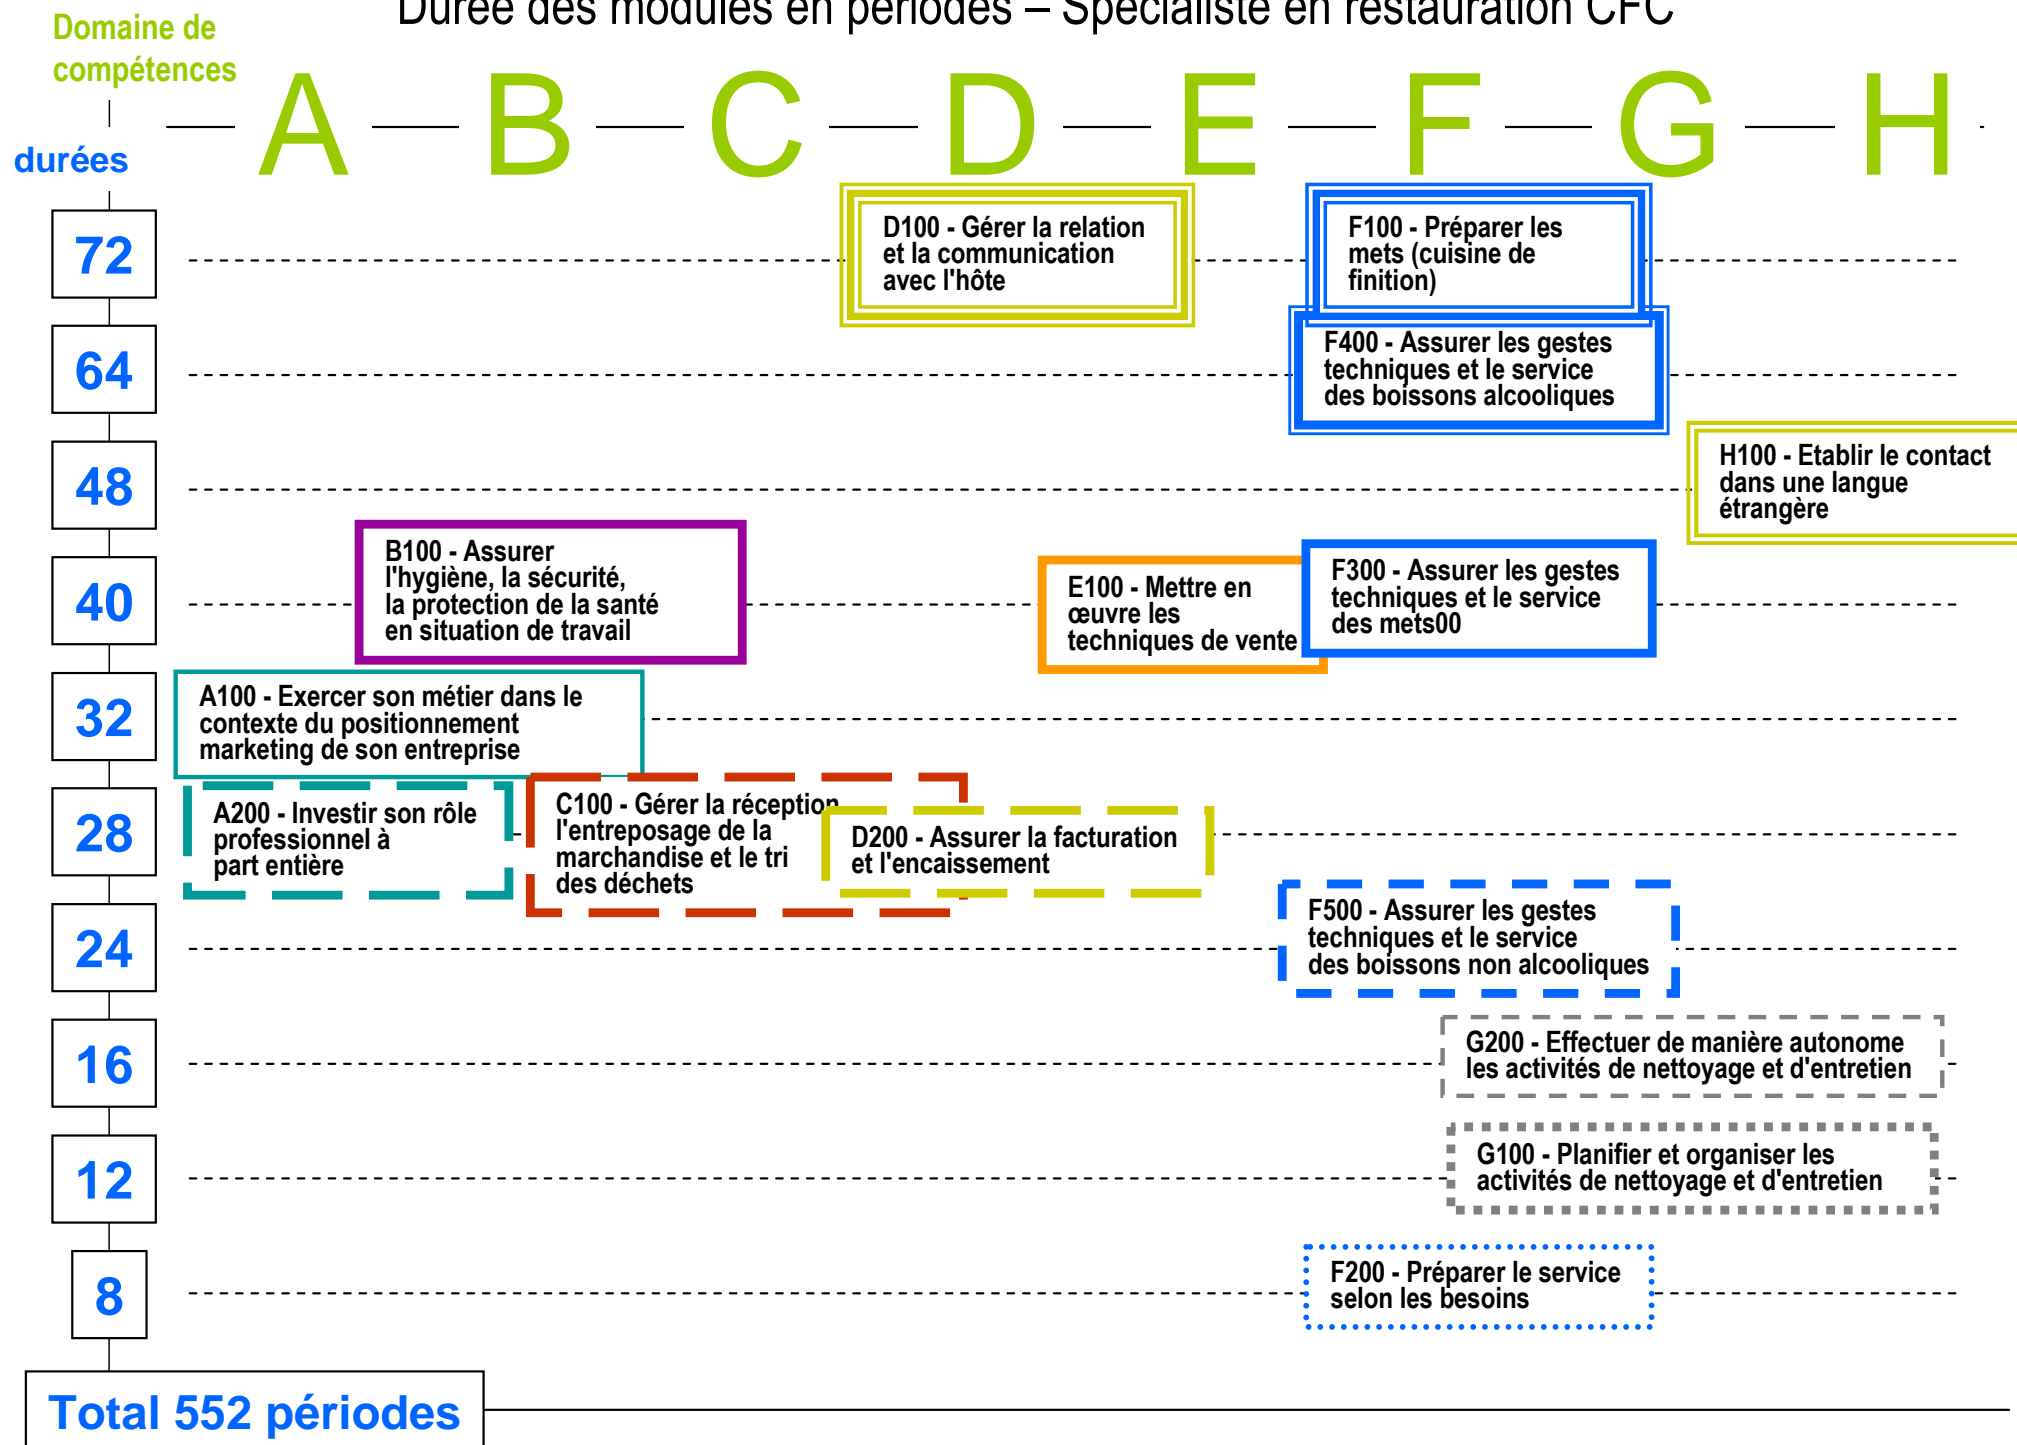 Durée des modules en périodes – Spécialiste en restauration CFC
Domaine de
compétences
A B C D E F G H
durées
72
D100 - Gérer la relation
et la communication
avec l'hôte
F100 - Préparer les
mets (cuisine de
finition)
64
F400 - Assurer les gestes
techniques et le service
des boissons alcooliques
48
H100 - Etablir le contact
dans une langue
étrangère
40
B100 - Assurer
l'hygiène, la sécurité,
la protection de la santé
en situation de travail
E100 - Mettre en
œuvre les
techniques de vente
F300 - Assurer les gestes
techniques et le service
des mets00
32
A100 - Exercer son métier dans le
contexte du positionnement
marketing de son entreprise
28
A200 - Investir son rôle
professionnel à
part entière
C100 - Gérer la réception
l'entreposage de la
marchandise et le tri
des déchets
D200 - Assurer la facturation
et l'encaissement
24
F500 - Assurer les gestes
techniques et le service
des boissons non alcooliques
16
G200 - Effectuer de manière autonome
les activités de nettoyage et d'entretien
12
G100 - Planifier et organiser les
activités de nettoyage et d'entretien
8
F200 - Préparer le service
selon les besoins
Total 552 périodes